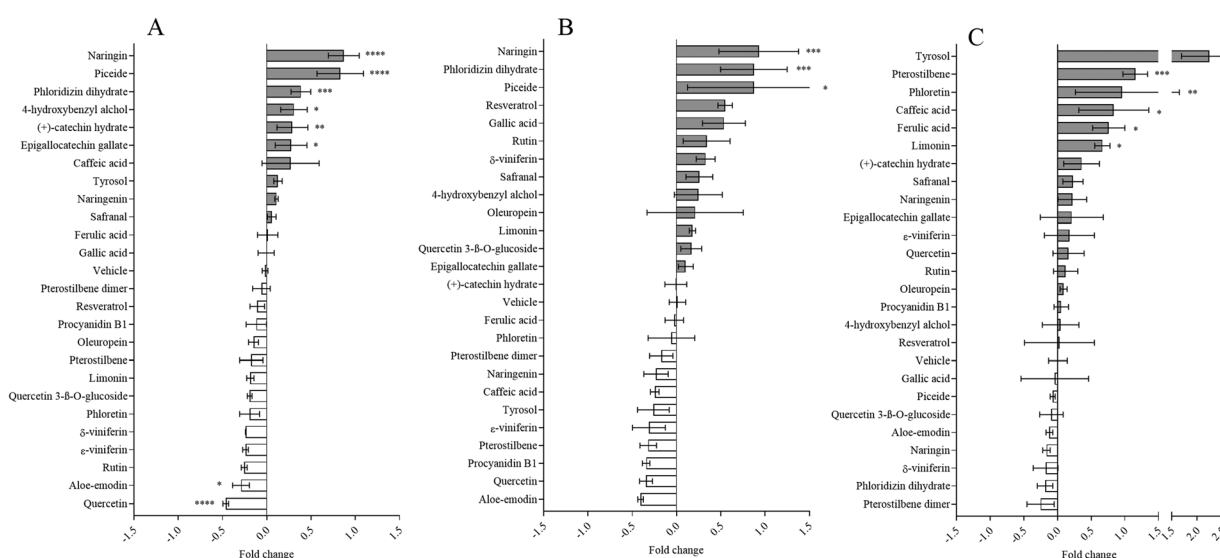 A
Naringin ****
Piceide ****
Phloridizin dihydrate ***
4-hydroxybenzyl alchol *
(+)-catechin hydrate **
Epigallocatechin gallate *
Caffeic acid
Tyrosol
Naringenin
Safranal
Ferulic acid
Gallic acid
Vehicle
Pterostilbene dimer
Resveratrol
Procyanidin B1
Oleuropein
Pterostilbene
Limonin
Quercetin 3-ß-O-glucoside
Phloretin
δ-viniferin
ε-viniferin
Rutin
Aloe-emodin *
Quercetin ****
-1.5 -1.0 -0.5 0.0 0.5 1.0 1.5
Fold change
B
Naringin ***
Phloridizin dihydrate ***
Piceide *
Resveratrol
Gallic acid
Rutin
δ-viniferin
Safranal
4-hydroxybenzyl alchol
Oleuropein
Limonin
Quercetin 3-ß-O-glucoside
Epigallocatechin gallate
(+)-catechin hydrate
Vehicle
Ferulic acid
Phloretin
Pterostilbene dimer
Naringenin
Caffeic acid
Tyrosol
ε-viniferin
Pterostilbene
Procyanidin B1
Quercetin
Aloe-emodin
-1.5 -1.0 -0.5 0.0 0.5 1.0 1.5
Fold change
C
Tyrosol
Pterostilbene ***
Phloretin **
Caffeic acid *
Ferulic acid *
Limonin *
(+)-catechin hydrate
Safranal
Naringenin
Epigallocatechin gallate
ε-viniferin
Quercetin
Rutin
Oleuropein
Procyanidin B1
4-hydroxybenzyl alchol
Resveratrol
Vehicle
Gallic acid
Piceide
Quercetin 3-ß-O-glucoside
Aloe-emodin
Naringin
δ-viniferin
Phloridizin dihydrate
Pterostilbene dimer
-1.5 -1.0 -0.5 0.0 0.5 1.0 1.5 2.0
Fold change